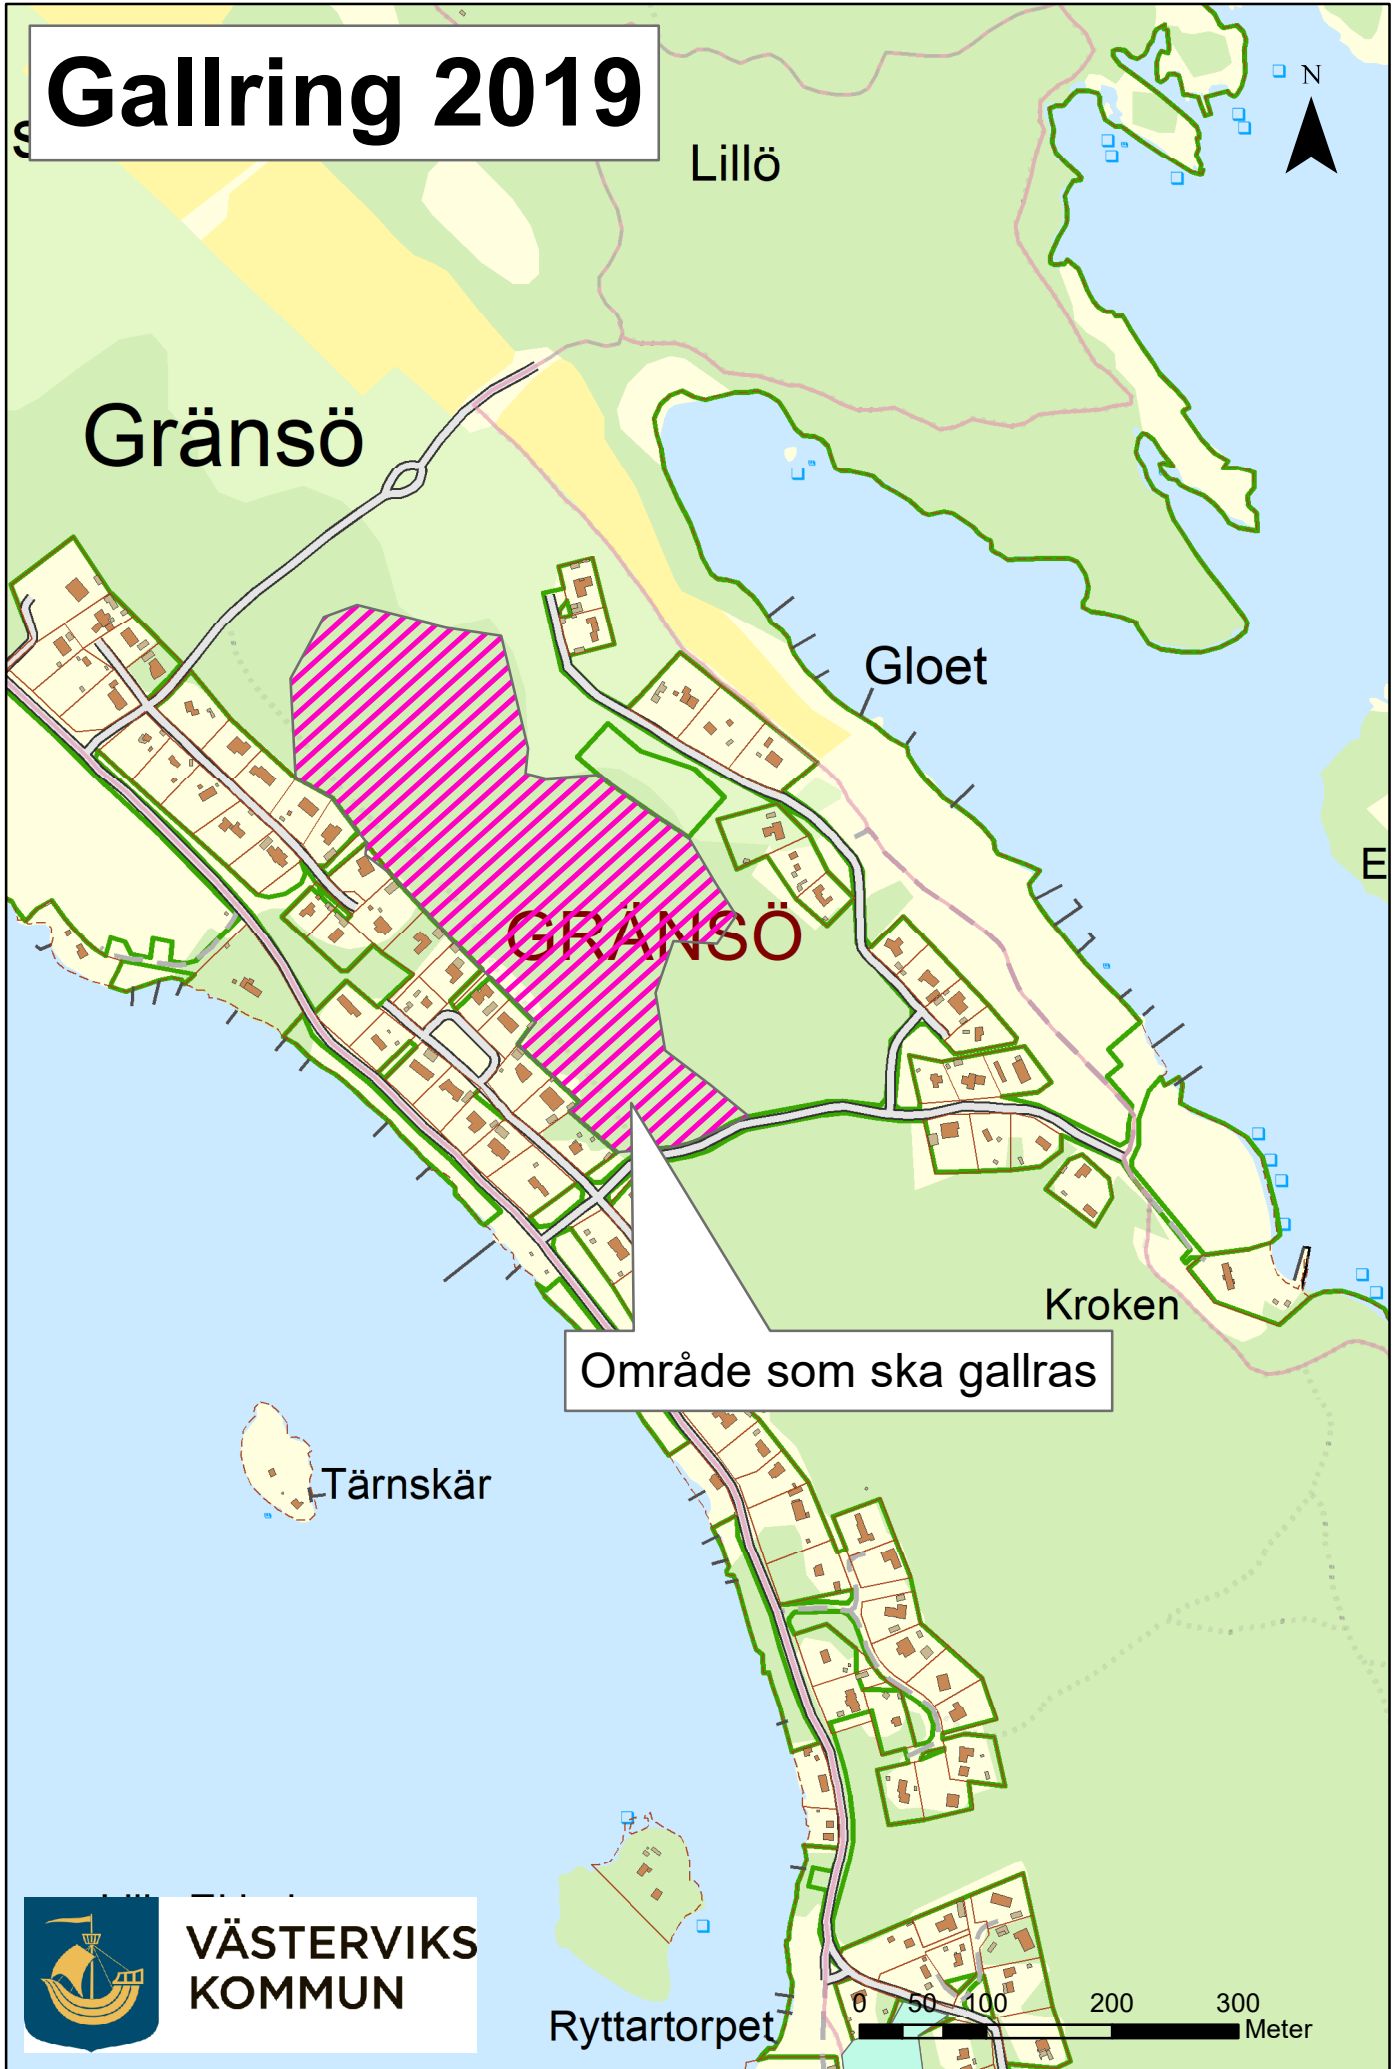 Gallring 2019
N
Lillö
Gränsö
Gloet
E
GRÄNSÖ
Kroken
Område som ska gallras
Tärnskär
VÄSTERVIKS
KOMMUN
Ryttartorpet
0 50 100 200 300
Meter